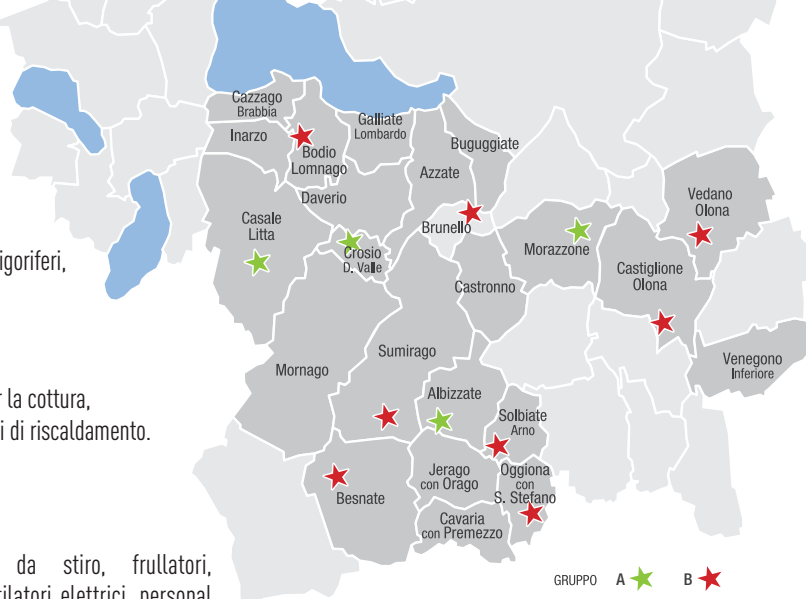 Cazzago
Brabbia
Galliate
Lombardo
Inarzo
Bodio
Lomnago
Buguggiate
Azzate
Daverio
Vedano
Olona
Casale
Litta
Brunello
Crosio
D. Valle
Morazzone
Castiglione
Olona
Castronno
Sumirago
Venegono
Inferiore
Mornago
Albizzate
Solbiate
Arno
Jerago
con Orago
Oggiona
con
S. Stefano
Besnate
Cavaria
con Premezzo
GRUPPO A B
igoriferi,
la cottura,
i di riscaldamento.
da stiro, frullatori,
elettrici, personal